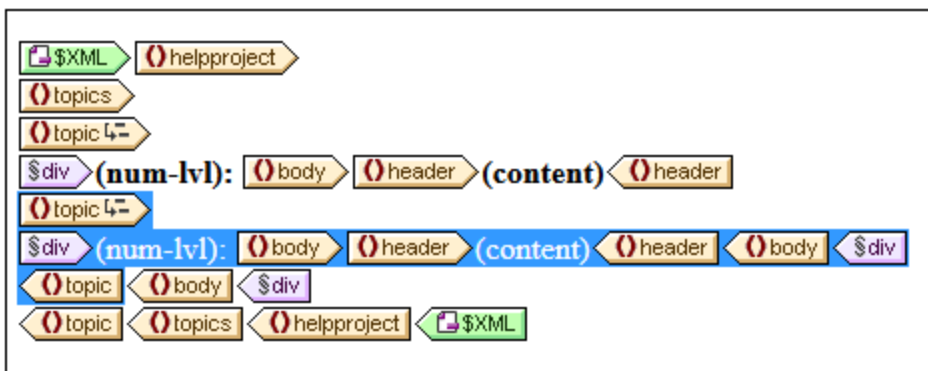 $XML ()helpproject
()topics
()topic
§div (num-lvl): ()body ()header (content) ()header
()topic
§div (num-lvl): ()body ()header (content) ()header ()body §div
()topic ()body §div
()topic ()topics ()helpproject $XML